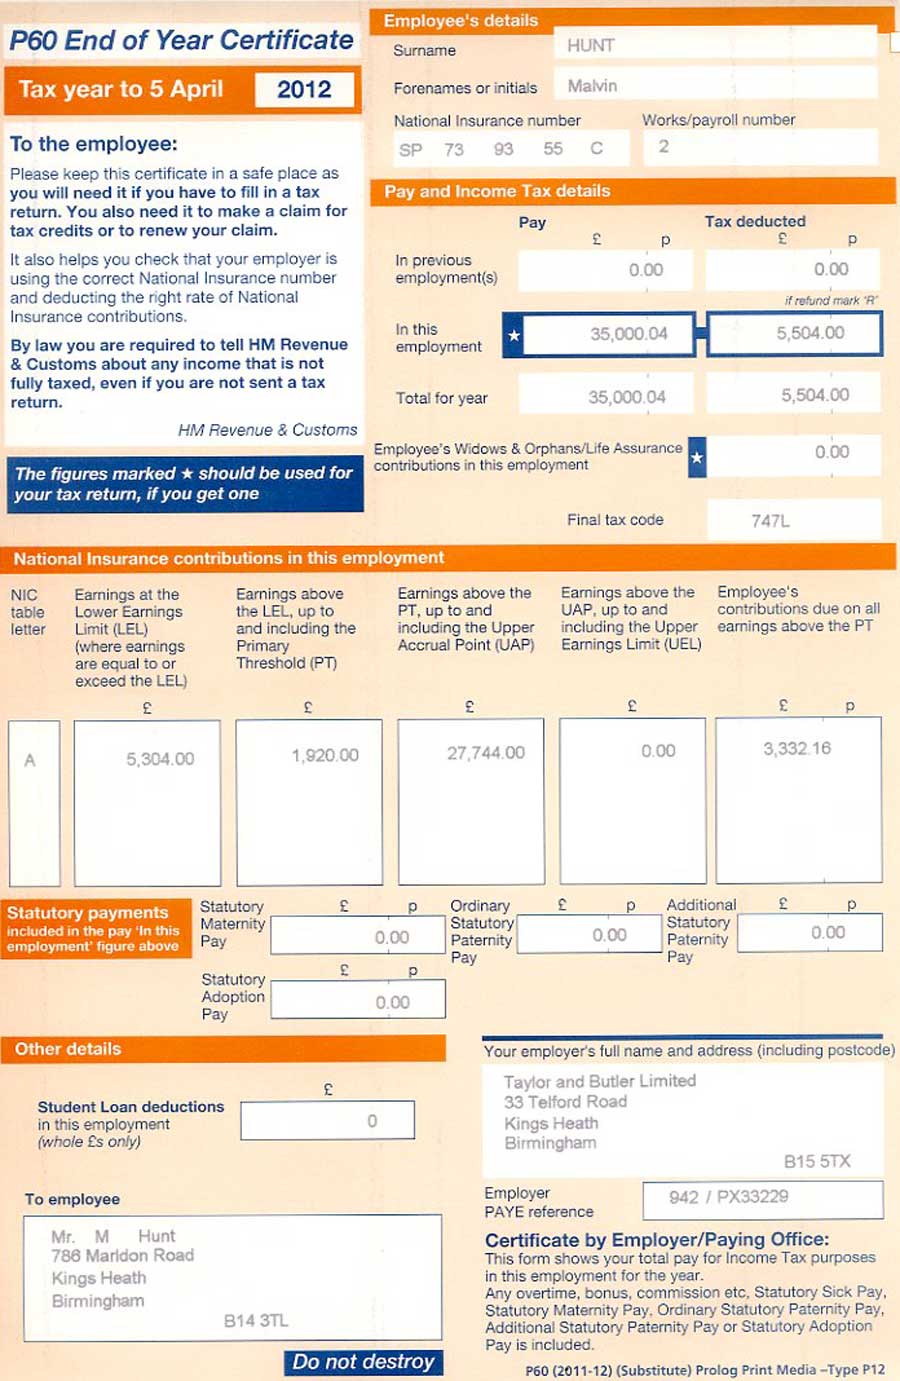 P60 End of Year Certificate
Tax year to 5 April 2012
To the employee:
Please keep this certificate in a safe place as
you will need it if you have to fill in a tax
return. You also need it to make a claim for
tax credits or to renew your claim.
It also helps you check that your employer is
using the correct National Insurance number
and deducting the right rate of National
Insurance contributions.
By law you are required to tell HM Revenue
& Customs about any income that is not
fully taxed, even if you are not sent a tax
return.
HM Revenue & Customs
The figures marked ★ should be used for
your tax return, if you get one
Employee's details
Surname HUNT
Forenames or initials Malvin
National Insurance number Works/payroll number
SP 73 93 55 C 2
Pay and Income Tax details
Pay Tax deducted
£ p £ p
In previous
employment(s) 0.00 0.00
if refund mark 'R'
In this
employment ★ 35,000.04 5,504.00
Total for year 35,000.04 5,504.00
Employee's Widows & Orphans/Life Assurance
contributions in this employment ★ 0.00
Final tax code 747L
National Insurance contributions in this employment
NIC
table
letter
Earnings at the
Lower Earnings
Limit (LEL)
(where earnings
are equal to or
exceed the LEL)
Earnings above
the LEL, up to
and including the
Primary
Threshold (PT)
Earnings above the
PT, up to and
including the Upper
Accrual Point (UAP)
Earnings above the
UAP, up to and
including the Upper
Earnings Limit (UEL)
Employee's
contributions due on all
earnings above the PT
£ £ £ £ £ p
A 5,304.00 1,920.00 27,744.00 0.00 3,332.16
Statutory payments
included in the pay 'In this
employment' figure above
Statutory
Maternity
Pay
£ p
0.00
Ordinary
Statutory
Paternity
Pay
£ p
0.00
Additional
Statutory
Paternity
Pay
£ p
0.00
Statutory
Adoption
Pay
£ p
0.00
Other details
£
Student Loan deductions
in this employment
(whole £s only)
0
To employee
Mr. M Hunt
786 Marldon Road
Kings Heath
Birmingham
B14 3TL
Do not destroy
Your employer's full name and address (including postcode)
Taylor and Butler Limited
33 Telford Road
Kings Heath
Birmingham
B15 5TX
Employer
PAYE reference
942 / PX33229
Certificate by Employer/Paying Office:
This form shows your total pay for Income Tax purposes
in this employment for the year.
Any overtime, bonus, commission etc, Statutory Sick Pay,
Statutory Maternity Pay, Ordinary Statutory Paternity Pay,
Additional Statutory Paternity Pay or Statutory Adoption
Pay is included.
P60 (2011-12) (Substitute) Prolog Print Media –Type P12